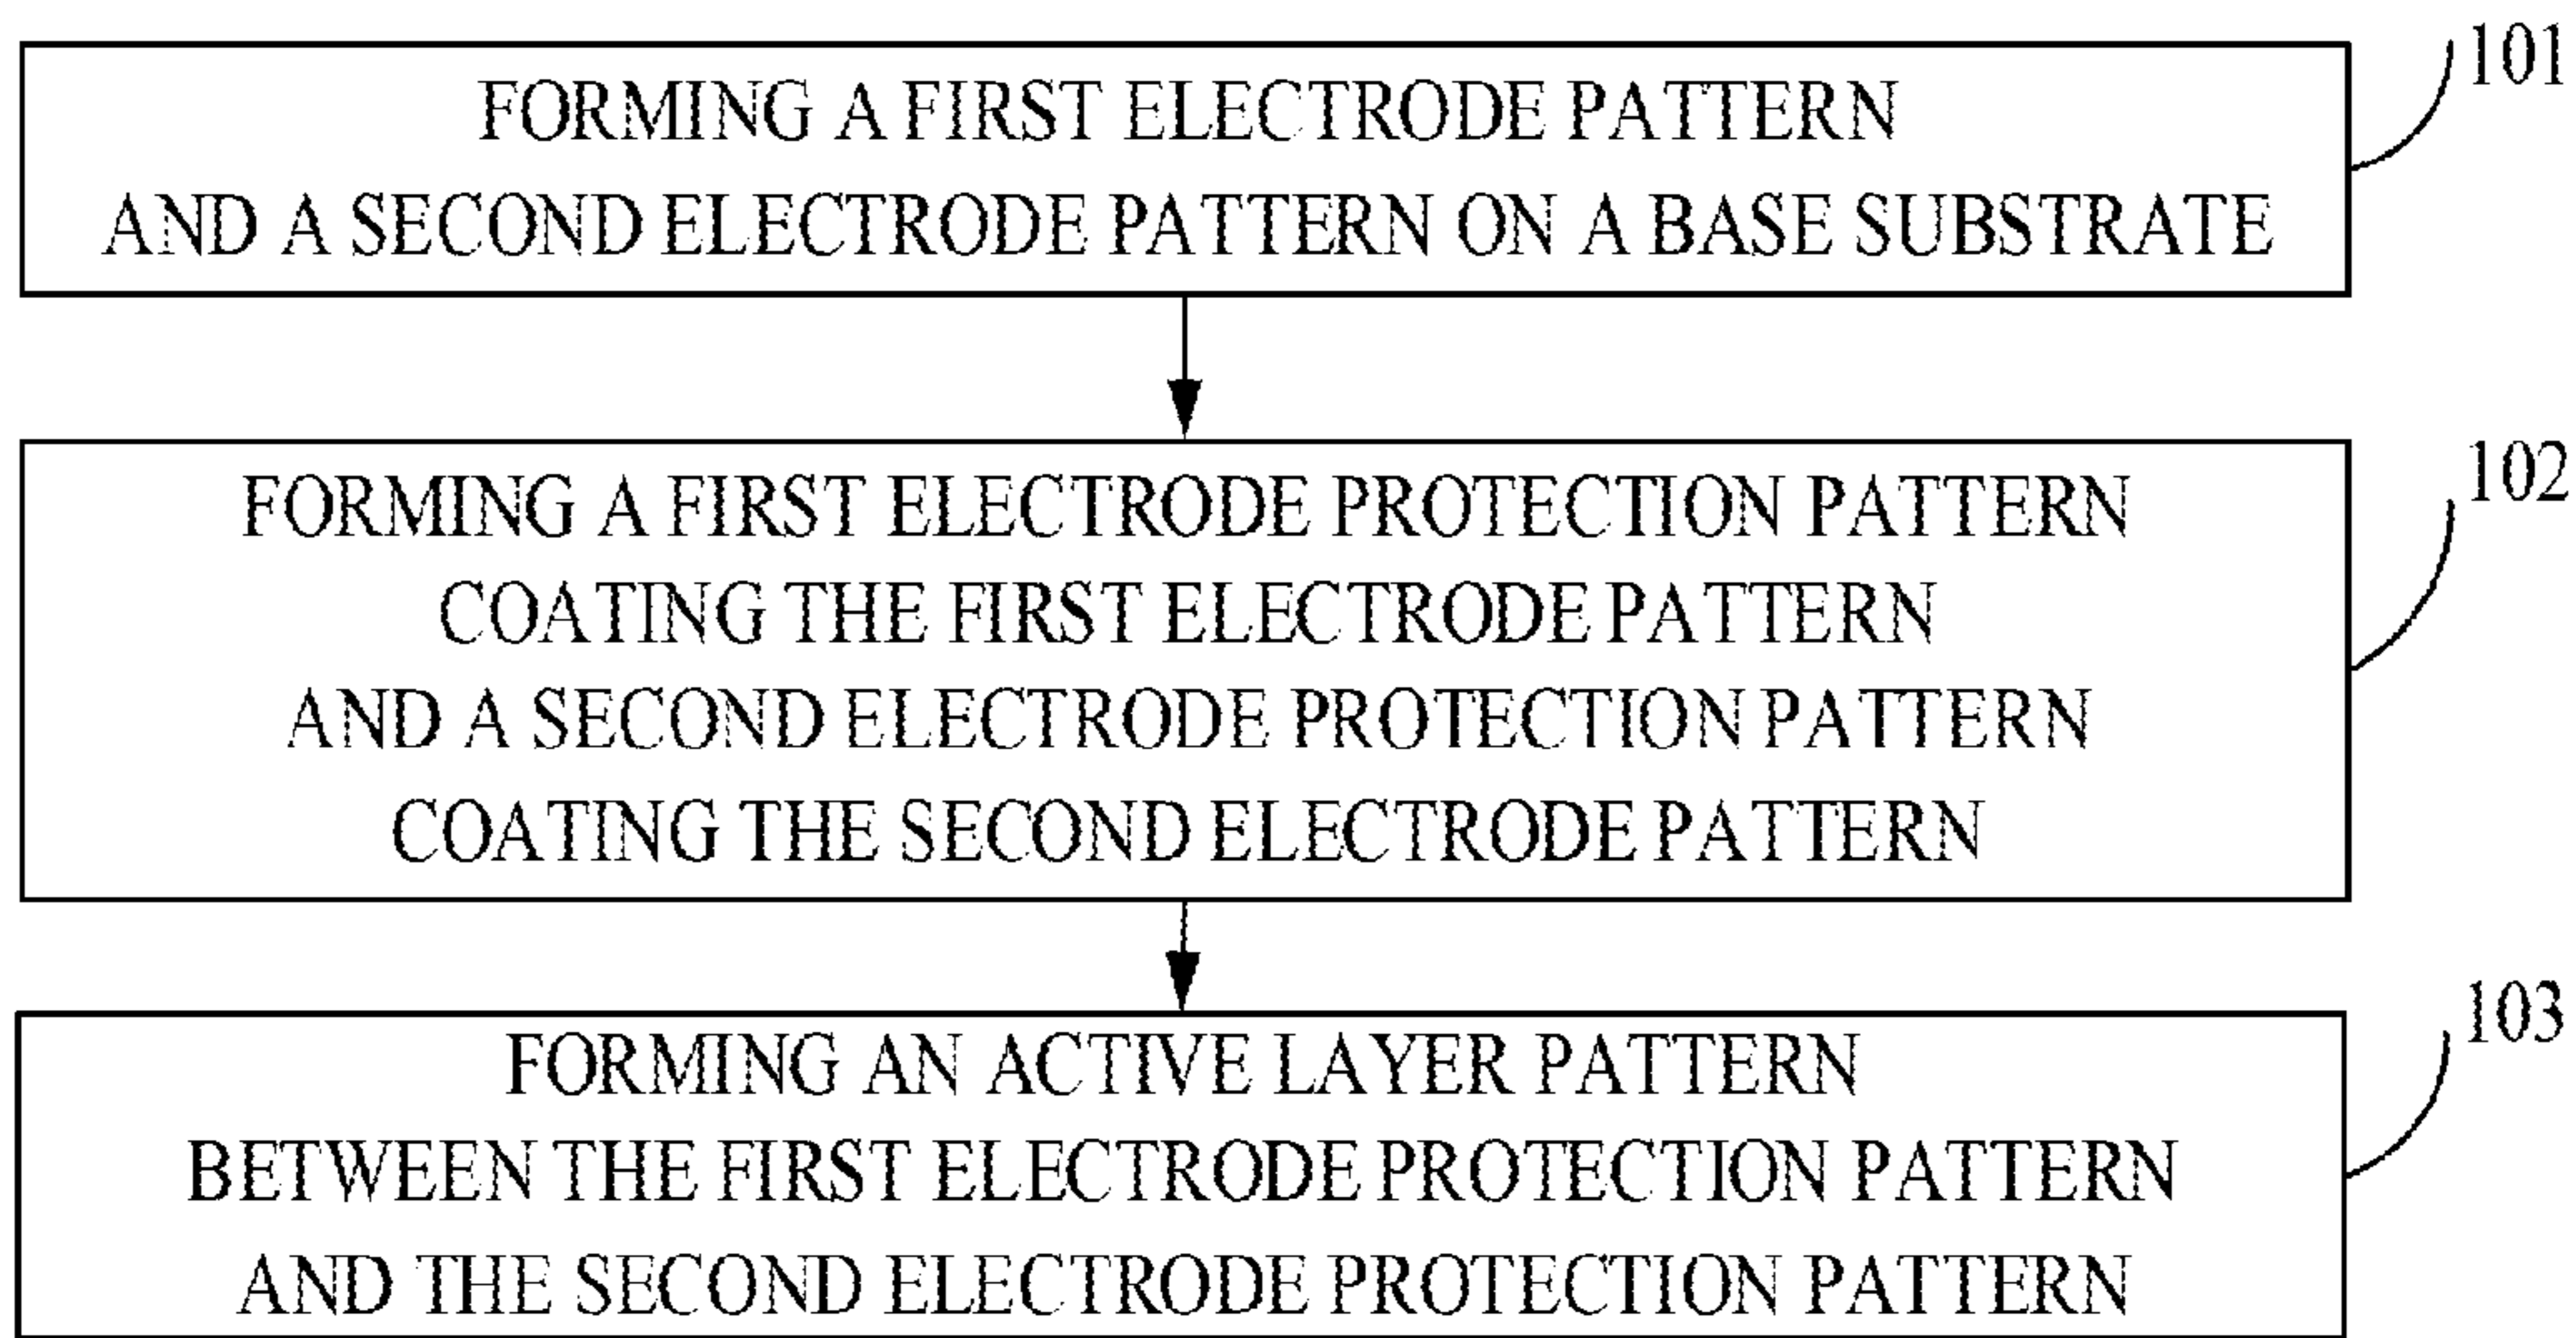 101
FORMING A FIRST ELECTRODE PATTERN
AND A SECOND ELECTRODE PATTERN ON A BASE SUBSTRATE
102
FORMING A FIRST ELECTRODE PROTECTION PATTERN
COATING THE FIRST ELECTRODE PATTERN
AND A SECOND ELECTRODE PROTECTION PATTERN
COATING THE SECOND ELECTRODE PATTERN
103
FORMING AN ACTIVE LAYER PATTERN
BETWEEN THE FIRST ELECTRODE PROTECTION PATTERN
AND THE SECOND ELECTRODE PROTECTION PATTERN